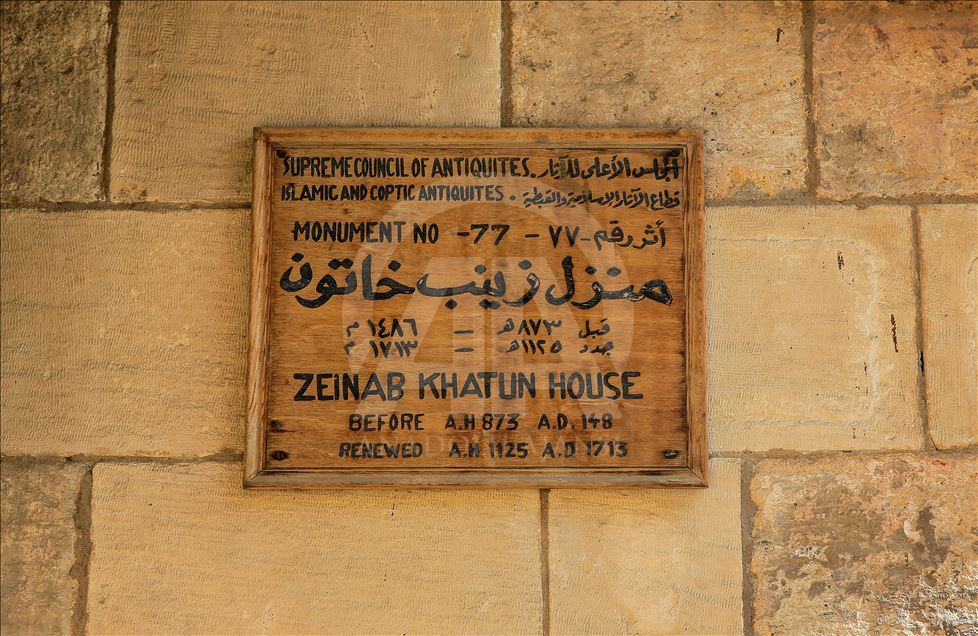 SUPREME COUNCIL OF ANTIQUITES. المجلس الأعلى للآثار.
ISLAMIC AND COPTIC ANTIQUITES. قطاع الآثار الإسلامية والقبطية.
MONUMENT NO -77 - أثر رقم - ٧٧
منزل زينب خاتون
قبل ٨٧٣ هـ = ١٤٨٦ م
جدد ١١٢٥ هـ = ١٧١٣ م
ZEINAB KHATUN HOUSE
BEFORE A.H 873 A.D. 148
RENEWED A.H 1125 A.D 1713